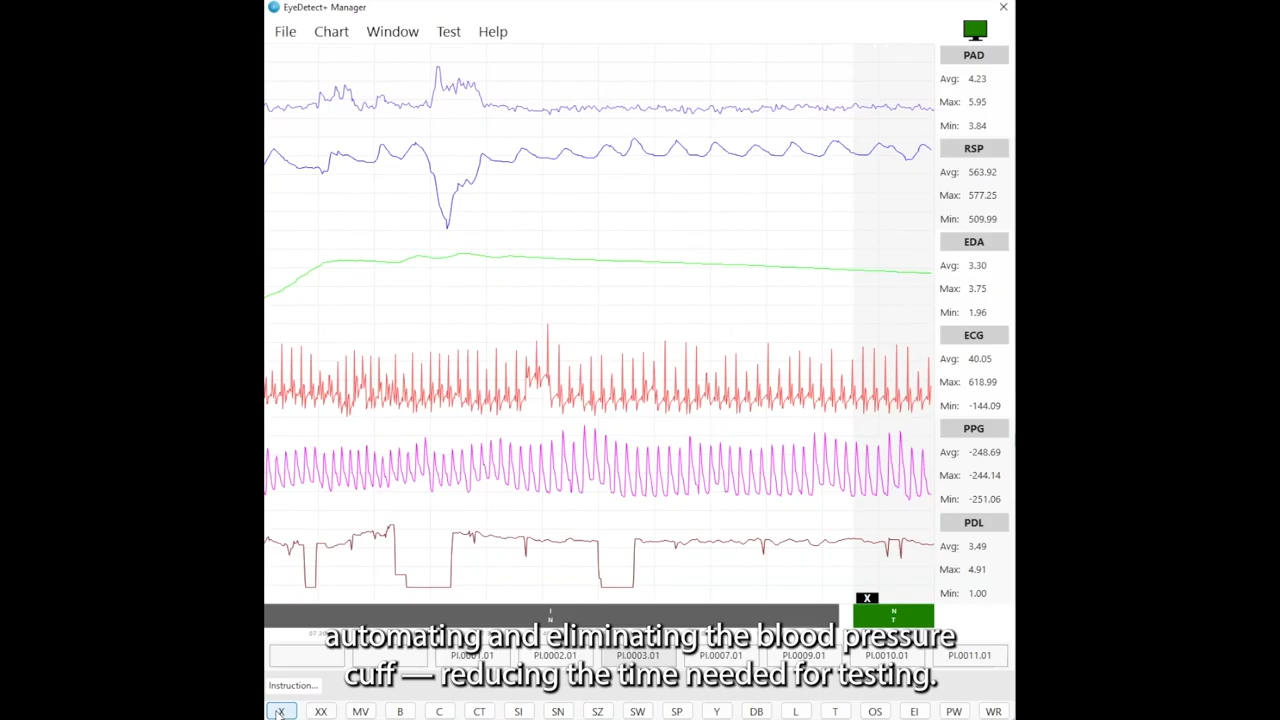 EyeDetect+ Manager
File Chart Window Test Help
PAD
Avg: 4.23
Max: 5.95
Min: 3.84
RSP
Avg: 563.92
Max: 577.25
Min: 509.99
EDA
Avg: 3.30
Max: 3.75
Min: 1.96
ECG
Avg: 40.05
Max: 618.99
Min: -144.09
PPG
Avg: -248.69
Max: -244.14
Min: -251.06
PDL
Avg: 3.49
Max: 4.91
Min: 1.00
X
I
N
N
T
automating and eliminating the blood pressure
PI.0001.01 PI.0002.01 PI.0003.01 PI.0007.01 PI.0009.01 PI.0010.01 PI.0011.01
cuff — reducing the time needed for testing.
Instruction...
X XX MV B C CT SI SN SZ SW SP Y DB L T OS EI PW WR